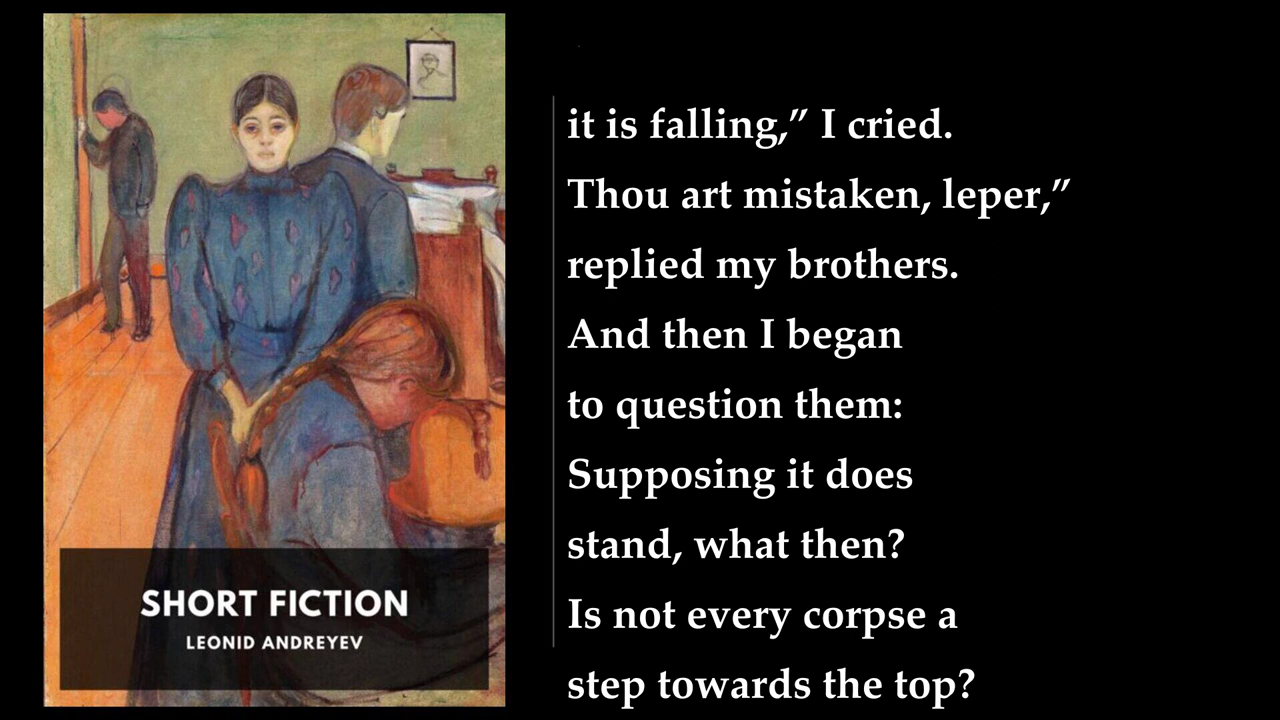 SHORT FICTION
LEONID ANDREYEV
it is falling,” I cried.
Thou art mistaken, leper,”
replied my brothers.
And then I began
to question them:
Supposing it does
stand, what then?
Is not every corpse a
step towards the top?